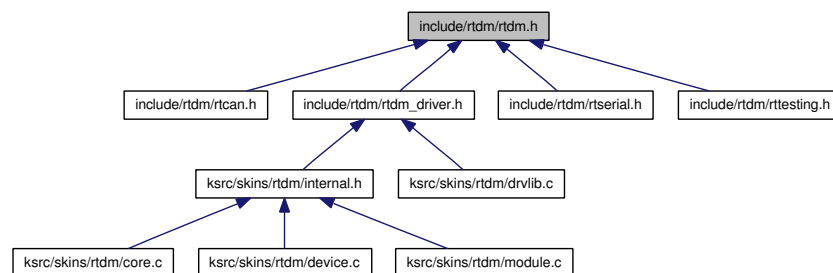 include/rtdm/rtdm.h
include/rtdm/rtcan.h
include/rtdm/rtdm_driver.h
include/rtdm/rtserial.h
include/rtdm/rttesting.h
ksrc/skins/rtdm/internal.h
ksrc/skins/rtdm/drvlib.c
ksrc/skins/rtdm/core.c
ksrc/skins/rtdm/device.c
ksrc/skins/rtdm/module.c